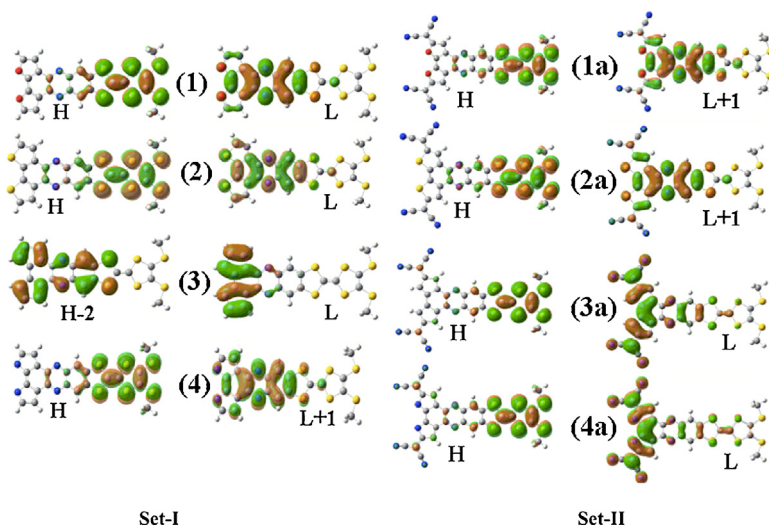 H (1) L
H (2) L
H-2 (3) L
H (4) L+1
Set-I
H (1a) L+1
H (2a) L+1
H (3a) L
H (4a) L
Set-II